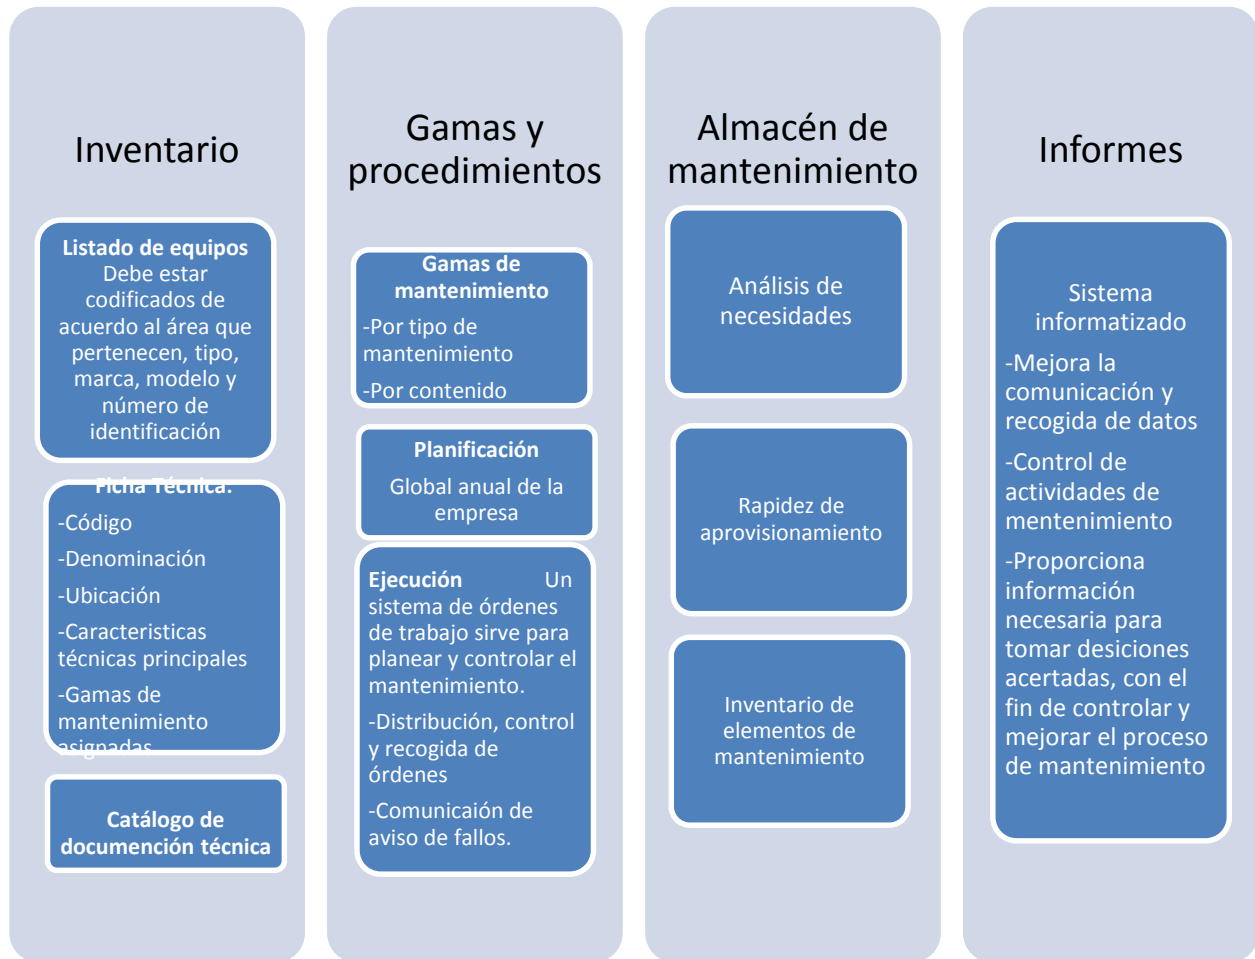 Inventario
Listado de equipos
Debe estar
codificados de
acuerdo al área que
pertenecen, tipo,
marca, modelo y
número de
identificación
Ficha Técnica.
-Código
-Denominación
-Ubicación
-Caracteristicas
técnicas principales
-Gamas de
mantenimiento
asignadas
Catálogo de
documención técnica
Gamas y
procedimientos
Gamas de
mantenimiento
-Por tipo de
mantenimiento
-Por contenido
Planificación
Global anual de la
empresa
Ejecución Un
sistema de órdenes
de trabajo sirve para
planear y controlar el
mantenimiento.
-Distribución, control
y recogida de
órdenes
-Comunicaión de
aviso de fallos.
Almacén de
mantenimiento
Análisis de
necesidades
Rapidez de
aprovisionamiento
Inventario de
elementos de
mantenimiento
Informes
Sistema
informatizado
-Mejora la
comunicación y
recogida de datos
-Control de
actividades de
mentenimiento
-Proporciona
información
necesaria para
tomar desiciones
acertadas, con el
fin de controlar y
mejorar el proceso
de mantenimiento